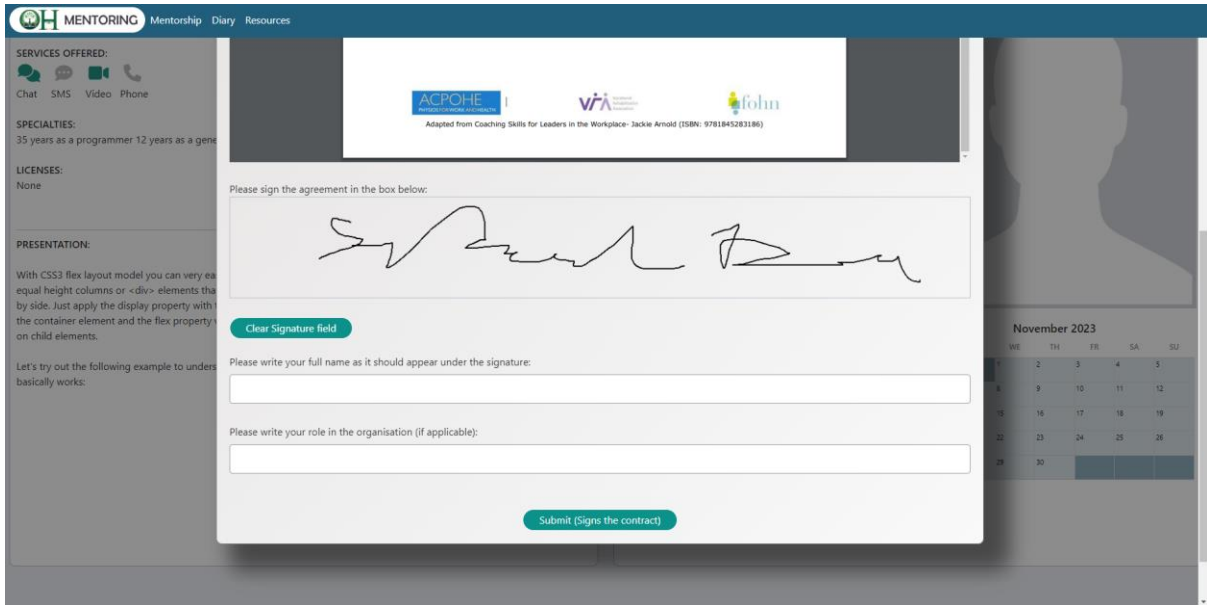 OH MENTORING Mentorship Diary Resources
SERVICES OFFERED:
Chat SMS Video Phone
SPECIALTIES:
35 years as a programmer 12 years as a gene
LICENSES:
None
PRESENTATION:
With CSS3 flex layout model you can very ea
equal height columns or <div> elements tha
by side. Just apply the display property with
the container element and the flex property
on child elements.
Let's try out the following example to unders
basically works:
ACPOHE
vra
fohn
Adapted from Coaching Skills for Leaders in the Workplace- Jackie Arnold (ISBN: 9781845283186)
Please sign the agreement in the box below:
Clear Signature field
Please write your full name as it should appear under the signature:
Please write your role in the organisation (if applicable):
Submit (Signs the contract)
November 2023
WE TH FR SA SU
1 2 3 4 5
8 9 10 11 12
15 16 17 18 19
22 23 24 25 26
29 30